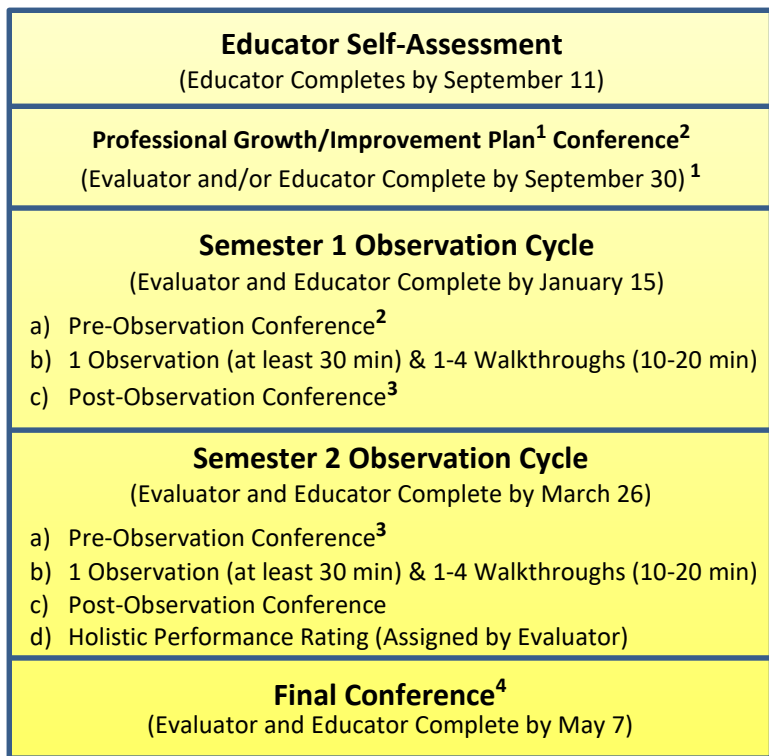 Educator Self-Assessment
(Educator Completes by September 11)
Professional Growth/Improvement Plan¹ Conference²
(Evaluator and/or Educator Complete by September 30) ¹
Semester 1 Observation Cycle
(Evaluator and Educator Complete by January 15)
a) Pre-Observation Conference²
b) 1 Observation (at least 30 min) & 1-4 Walkthroughs (10-20 min)
c) Post-Observation Conference³
Semester 2 Observation Cycle
(Evaluator and Educator Complete by March 26)
a) Pre-Observation Conference³
b) 1 Observation (at least 30 min) & 1-4 Walkthroughs (10-20 min)
c) Post-Observation Conference
d) Holistic Performance Rating (Assigned by Evaluator)
Final Conference⁴
(Evaluator and Educator Complete by May 7)